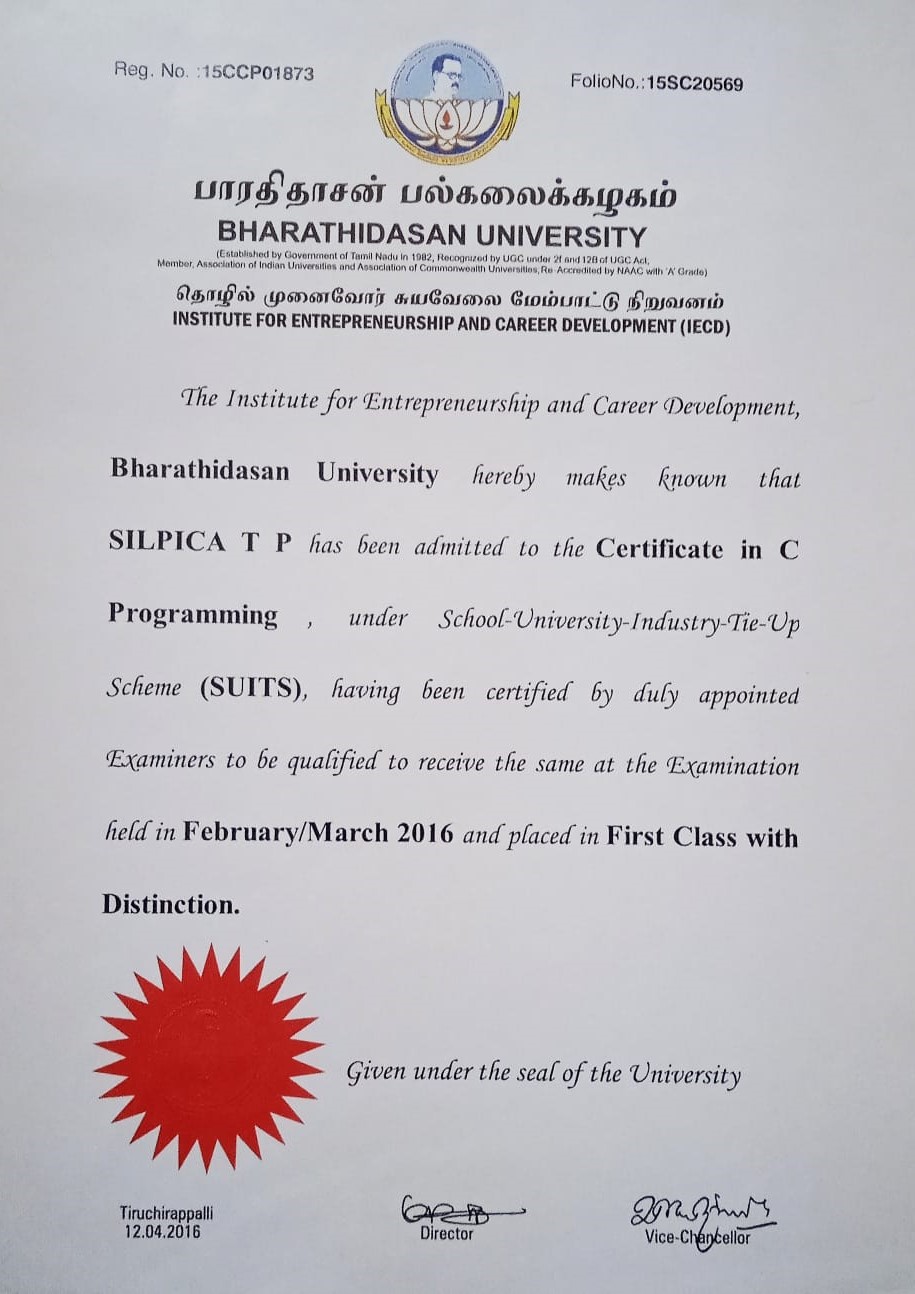 Reg. No. :15CCP01873
FolioNo.:15SC20569
பாரதிதாசன் பல்கலைக்கழகம்
BHARATHIDASAN UNIVERSITY
(Established by Government of Tamil Nadu in 1982, Recognized by UGC under 2f and 12B of UGC Act,
Member, Association of Indian Universities and Association of Commonwealth Universities, Re-Accredited by NAAC with 'A' Grade)
தொழில் முனைவோர் சுயவேலை மேம்பாட்டு நிறுவனம்
INSTITUTE FOR ENTREPRENEURSHIP AND CAREER DEVELOPMENT (IECD)
The Institute for Entrepreneurship and Career Development,
Bharathidasan University hereby makes known that
SILPICA T P has been admitted to the Certificate in C
Programming , under School-University-Industry-Tie-Up
Scheme (SUITS), having been certified by duly appointed
Examiners to be qualified to receive the same at the Examination
held in February/March 2016 and placed in First Class with
Distinction.
Given under the seal of the University
Tiruchirappalli
12.04.2016
Director
Vice-Chancellor